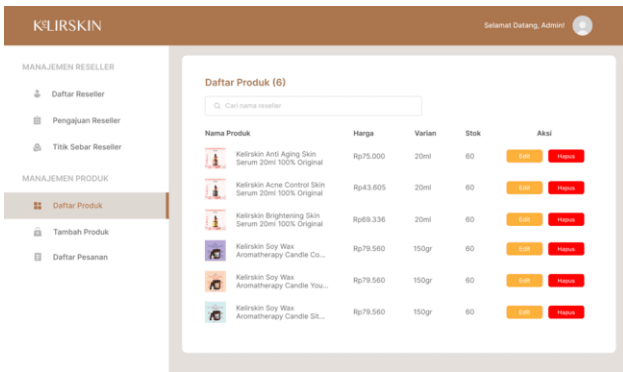 KELIRSKIN
Selamat Datang, Admin!
MANAJEMEN RESELLER
Daftar Reseller
Pengajuan Reseller
Titik Sebar Reseller
MANAJEMEN PRODUK
Daftar Produk
Tambah Produk
Daftar Pesanan
Daftar Produk (6)
Cari nama reseller
Nama Produk Harga Varian Stok Aksi
Kelirskin Anti Aging Skin
Serum 20ml 100% Original
Rp75.000 20ml 60 Edit Hapus
Kelirskin Acne Control Skin
Serum 20ml 100% Original
Rp43.605 20ml 60 Edit Hapus
Kelirskin Brightening Skin
Serum 20ml 100% Original
Rp69.336 20ml 60 Edit Hapus
Kelirskin Soy Wax
Aromatherapy Candle Co...
Rp79.560 150gr 60 Edit Hapus
Kelirskin Soy Wax
Aromatherapy Candle You...
Rp79.560 150gr 60 Edit Hapus
Kelirskin Soy Wax
Aromatherapy Candle Sit...
Rp79.560 150gr 60 Edit Hapus